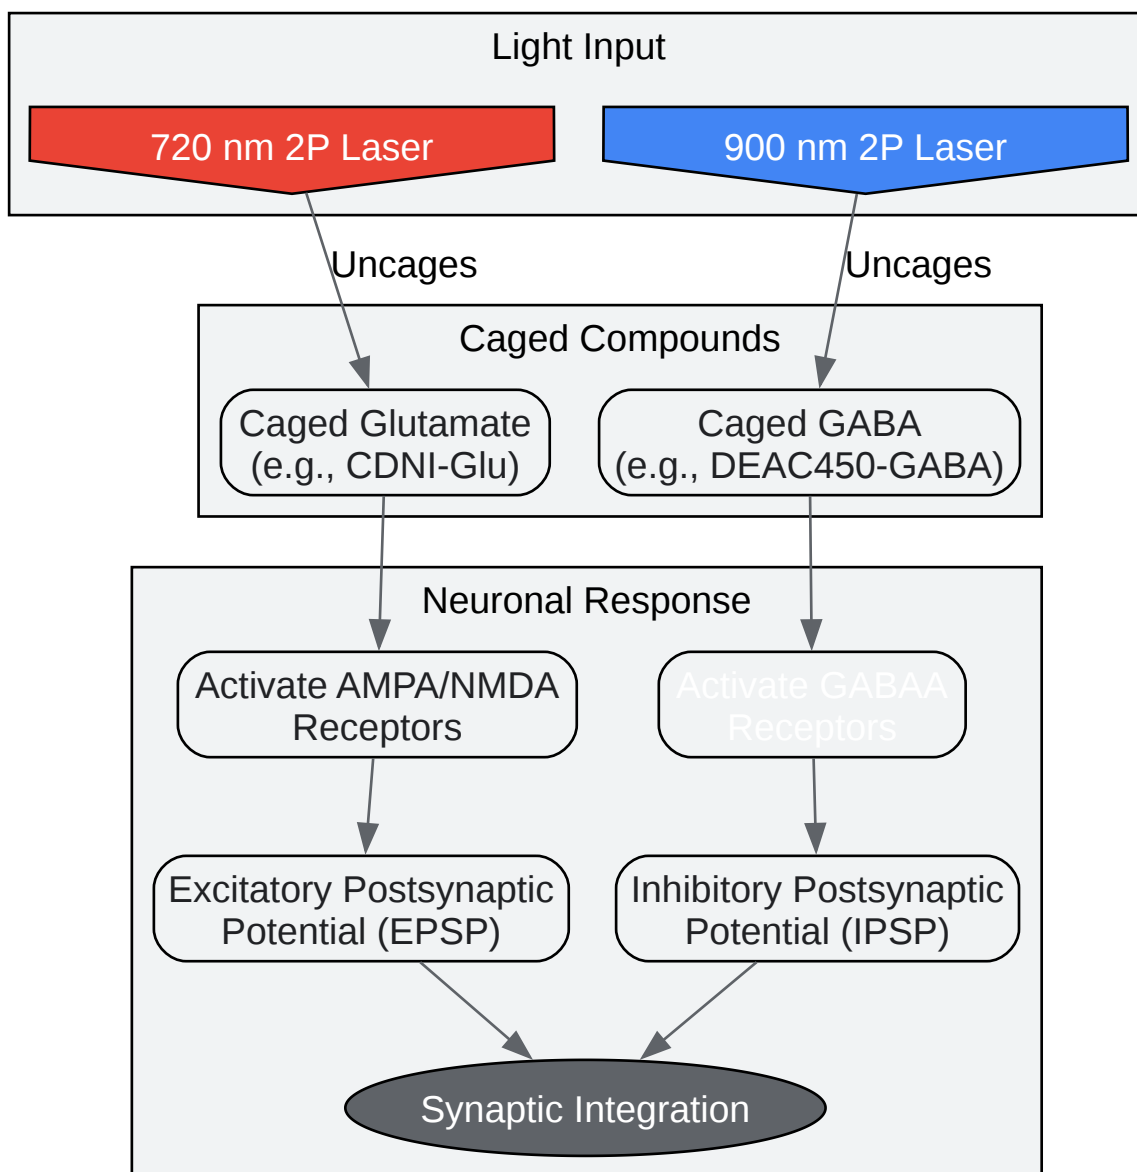 Light Input
720 nm 2P Laser
900 nm 2P Laser
Uncages
Uncages
Caged Compounds
Caged Glutamate
(e.g., CDNI-Glu)
Caged GABA
(e.g., DEAC450-GABA)
Neuronal Response
Activate AMPA/NMDA
Receptors
Activate GABAA
Receptors
Excitatory Postsynaptic
Potential (EPSP)
Inhibitory Postsynaptic
Potential (IPSP)
Synaptic Integration